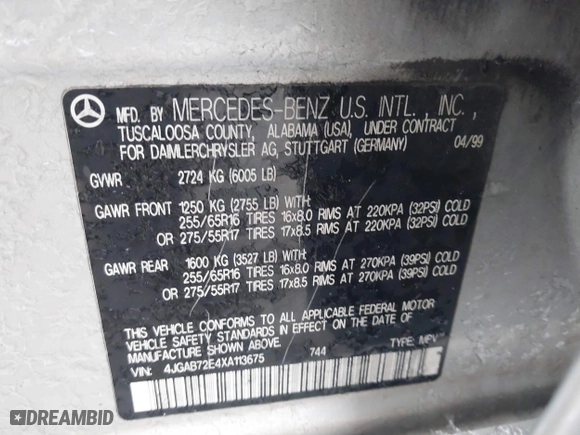 MFD. BY MERCEDES-BENZ U.S. INTL., INC.,
TUSCALOOSA COUNTY, ALABAMA (USA), UNDER CONTRACT
FOR DAIMLERCHRYSLER AG, STUTTGART (GERMANY) 04/99
GVWR 2724 KG (6005 LB)
GAWR FRONT 1250 KG (2755 LB) WITH:
255/65R16 TIRES 16x8.0 RIMS AT 220KPA (32PSI) COLD
OR 275/55R17 TIRES 17x8.5 RIMS AT 220KPA (32PSI) COLD
GAWR REAR 1600 KG (3527 LB) WITH:
255/65R16 TIRES 16x8.0 RIMS AT 270KPA (39PSI) COLD
OR 275/55R17 TIRES 17x8.5 RIMS AT 270KPA (39PSI) COLD
THIS VEHICLE CONFORMS TO ALL APPLICABLE FEDERAL MOTOR
VEHICLE SAFETY STANDARDS IN EFFECT ON THE DATE OF
MANUFACTURE SHOWN ABOVE.
VIN: 4JGAB72E4XA113675 744 TYPE: MPV
DREAMBID